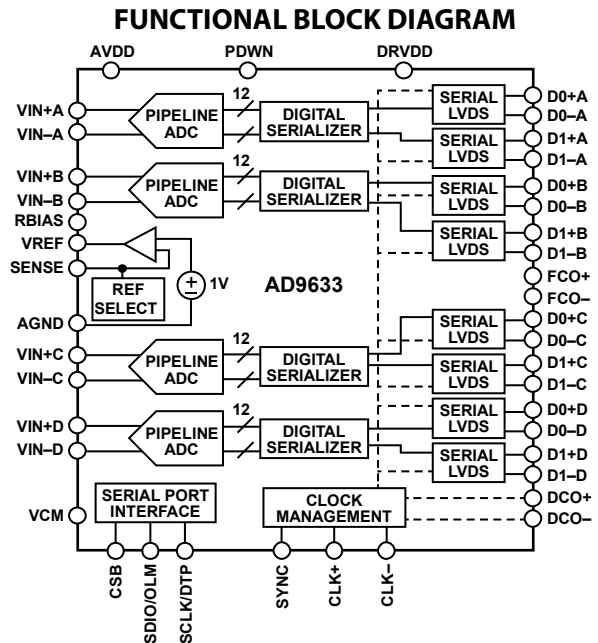 FUNCTIONAL BLOCK DIAGRAM
AVDD
PDWN
DRVDD
VIN+A
VIN–A
PIPELINE
ADC
12
DIGITAL
SERIALIZER
SERIAL
LVDS
D0+A
D0–A
SERIAL
LVDS
D1+A
D1–A
VIN+B
VIN–B
PIPELINE
ADC
12
DIGITAL
SERIALIZER
SERIAL
LVDS
D0+B
D0–B
SERIAL
LVDS
D1+B
D1–B
RBIAS
VREF
SENSE
REF
SELECT
+
–
1V
AGND
AD9633
FCO+
FCO–
VIN+C
VIN–C
PIPELINE
ADC
12
DIGITAL
SERIALIZER
SERIAL
LVDS
D0+C
D0–C
SERIAL
LVDS
D1+C
D1–C
VIN+D
VIN–D
PIPELINE
ADC
12
DIGITAL
SERIALIZER
SERIAL
LVDS
D0+D
D0–D
SERIAL
LVDS
D1+D
D1–D
VCM
SERIAL PORT
INTERFACE
CLOCK
MANAGEMENT
DCO+
DCO–
CSB
SDIO/OLM
SCLK/DTP
SYNC
CLK+
CLK–